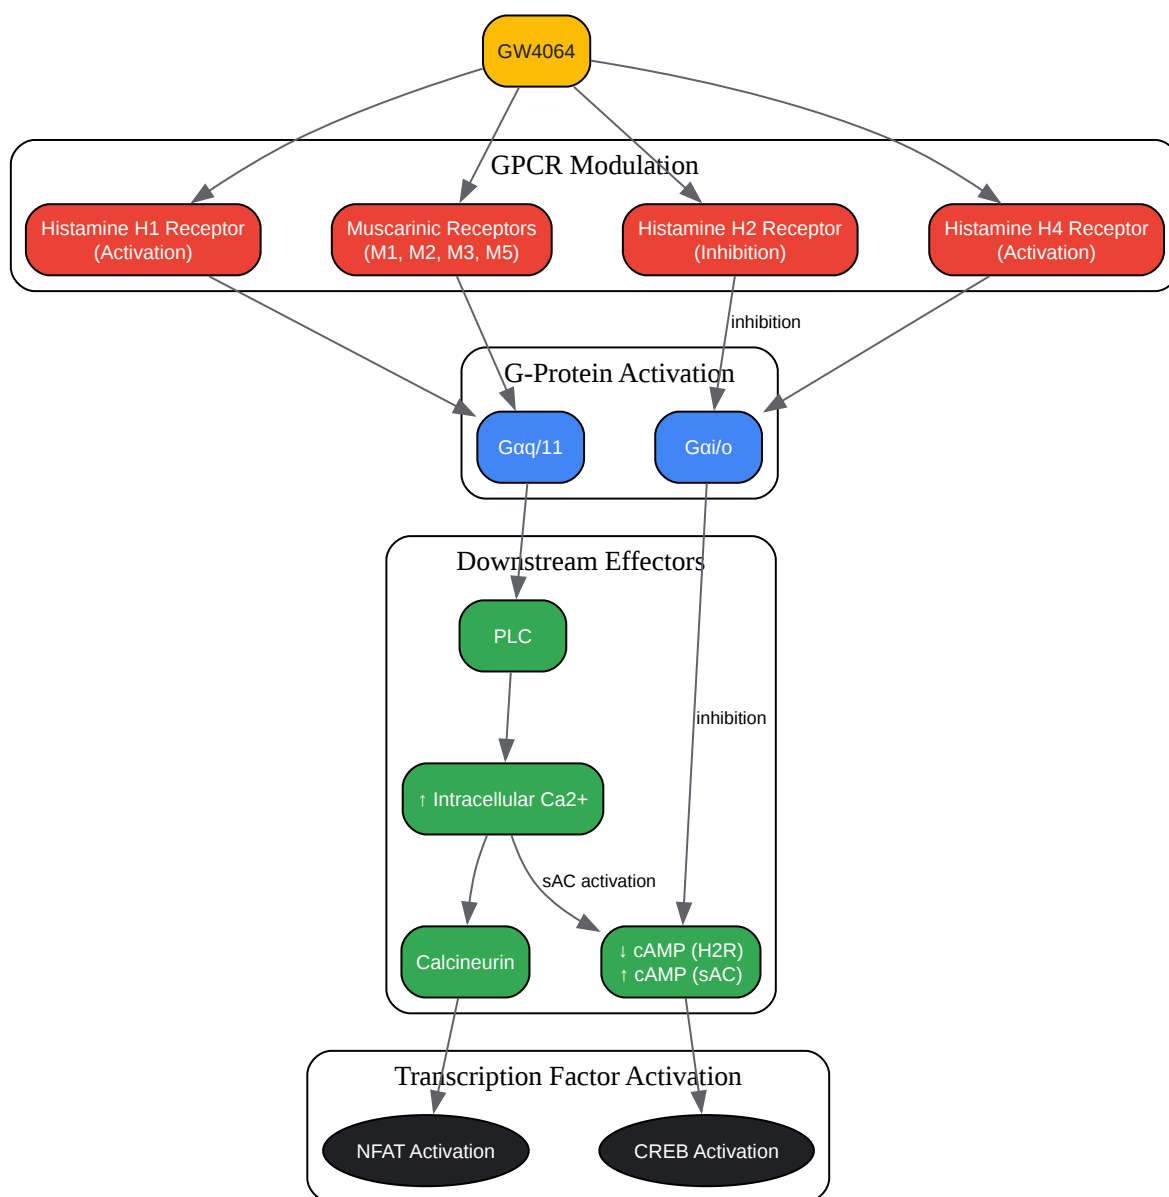 GW4064
GPCR Modulation
Histamine H1 Receptor
(Activation)
Muscarinic Receptors
(M1, M2, M3, M5)
Histamine H2 Receptor
(Inhibition)
Histamine H4 Receptor
(Activation)
inhibition
G-Protein Activation
Gαq/11
Gαi/o
Downstream Effectors
PLC
inhibition
↑ Intracellular Ca2+
sAC activation
Calcineurin
↓ cAMP (H2R)
↑ cAMP (sAC)
Transcription Factor Activation
NFAT Activation
CREB Activation